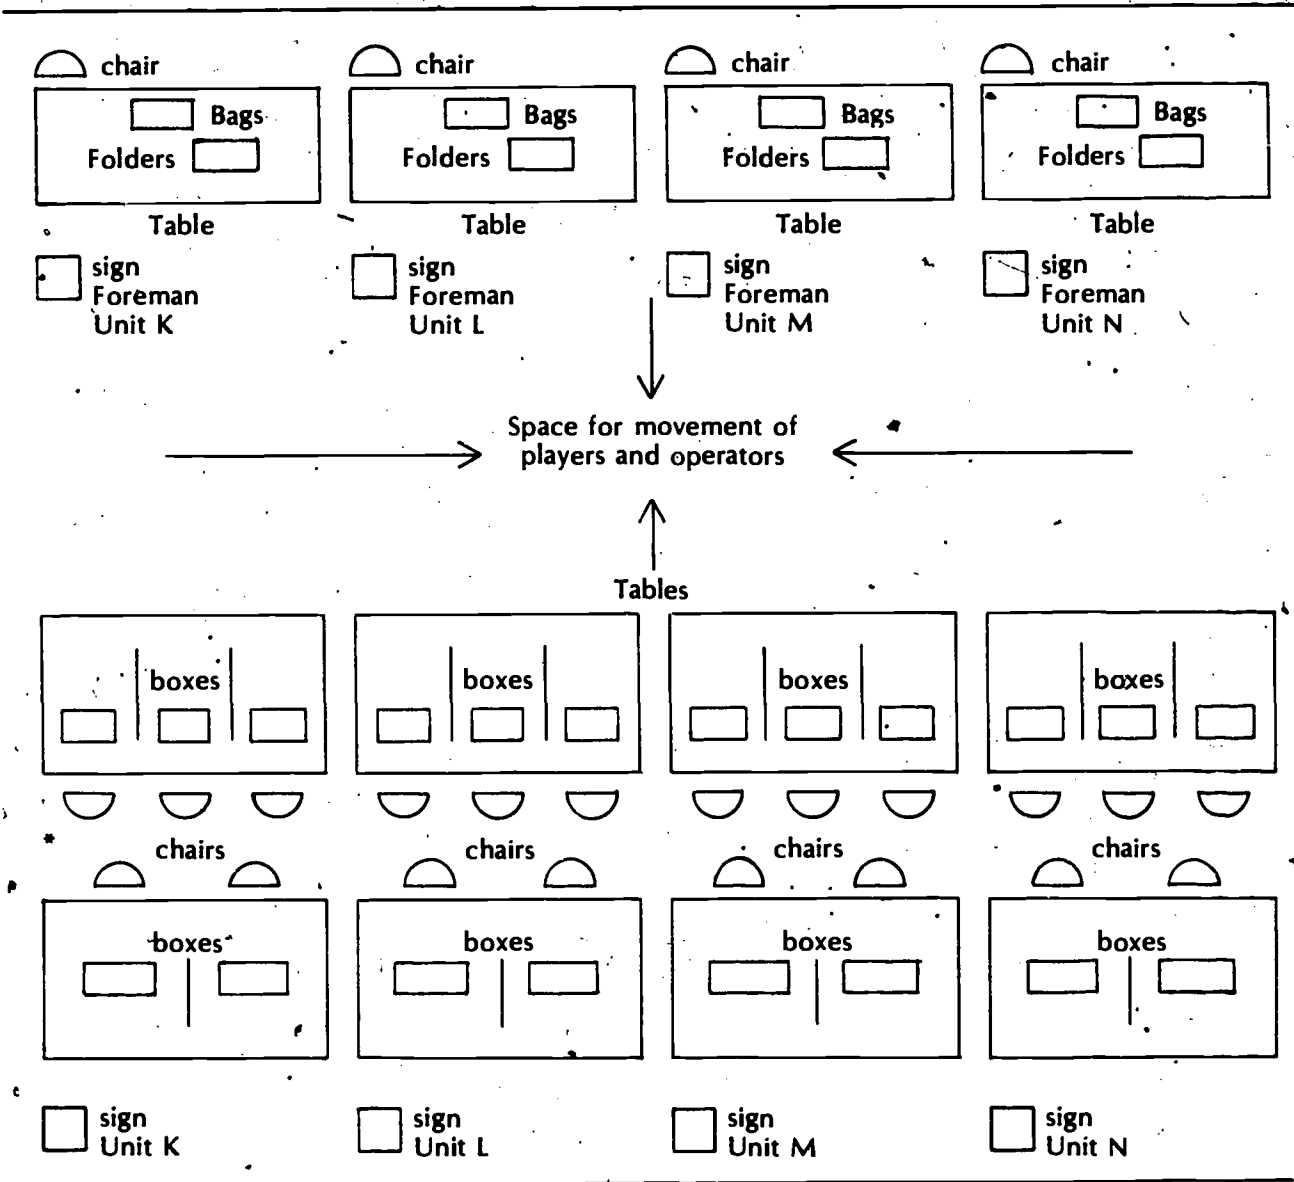 chair chair chair chair
Bags Bags Bags Bags
Folders Folders Folders Folders
Table Table Table Table
sign sign sign sign
Foreman Foreman Foreman Foreman
Unit K Unit L Unit M Unit N
Space for movement of
players and operators
Tables
boxes boxes boxes boxes
chairs chairs chairs chairs
boxes boxes boxes boxes
sign sign sign sign
Unit K Unit L Unit M Unit N